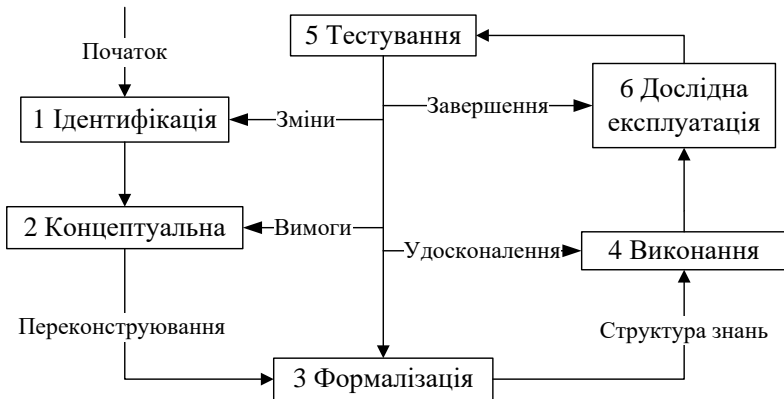 Початок
5 Тестування
1 Ідентифікація
Зміни
Завершення
6 Дослідна
експлуатація
2 Концептуальна
Вимоги
Удосконалення
4 Виконання
Переконструювання
Структура знань
3 Формалізація